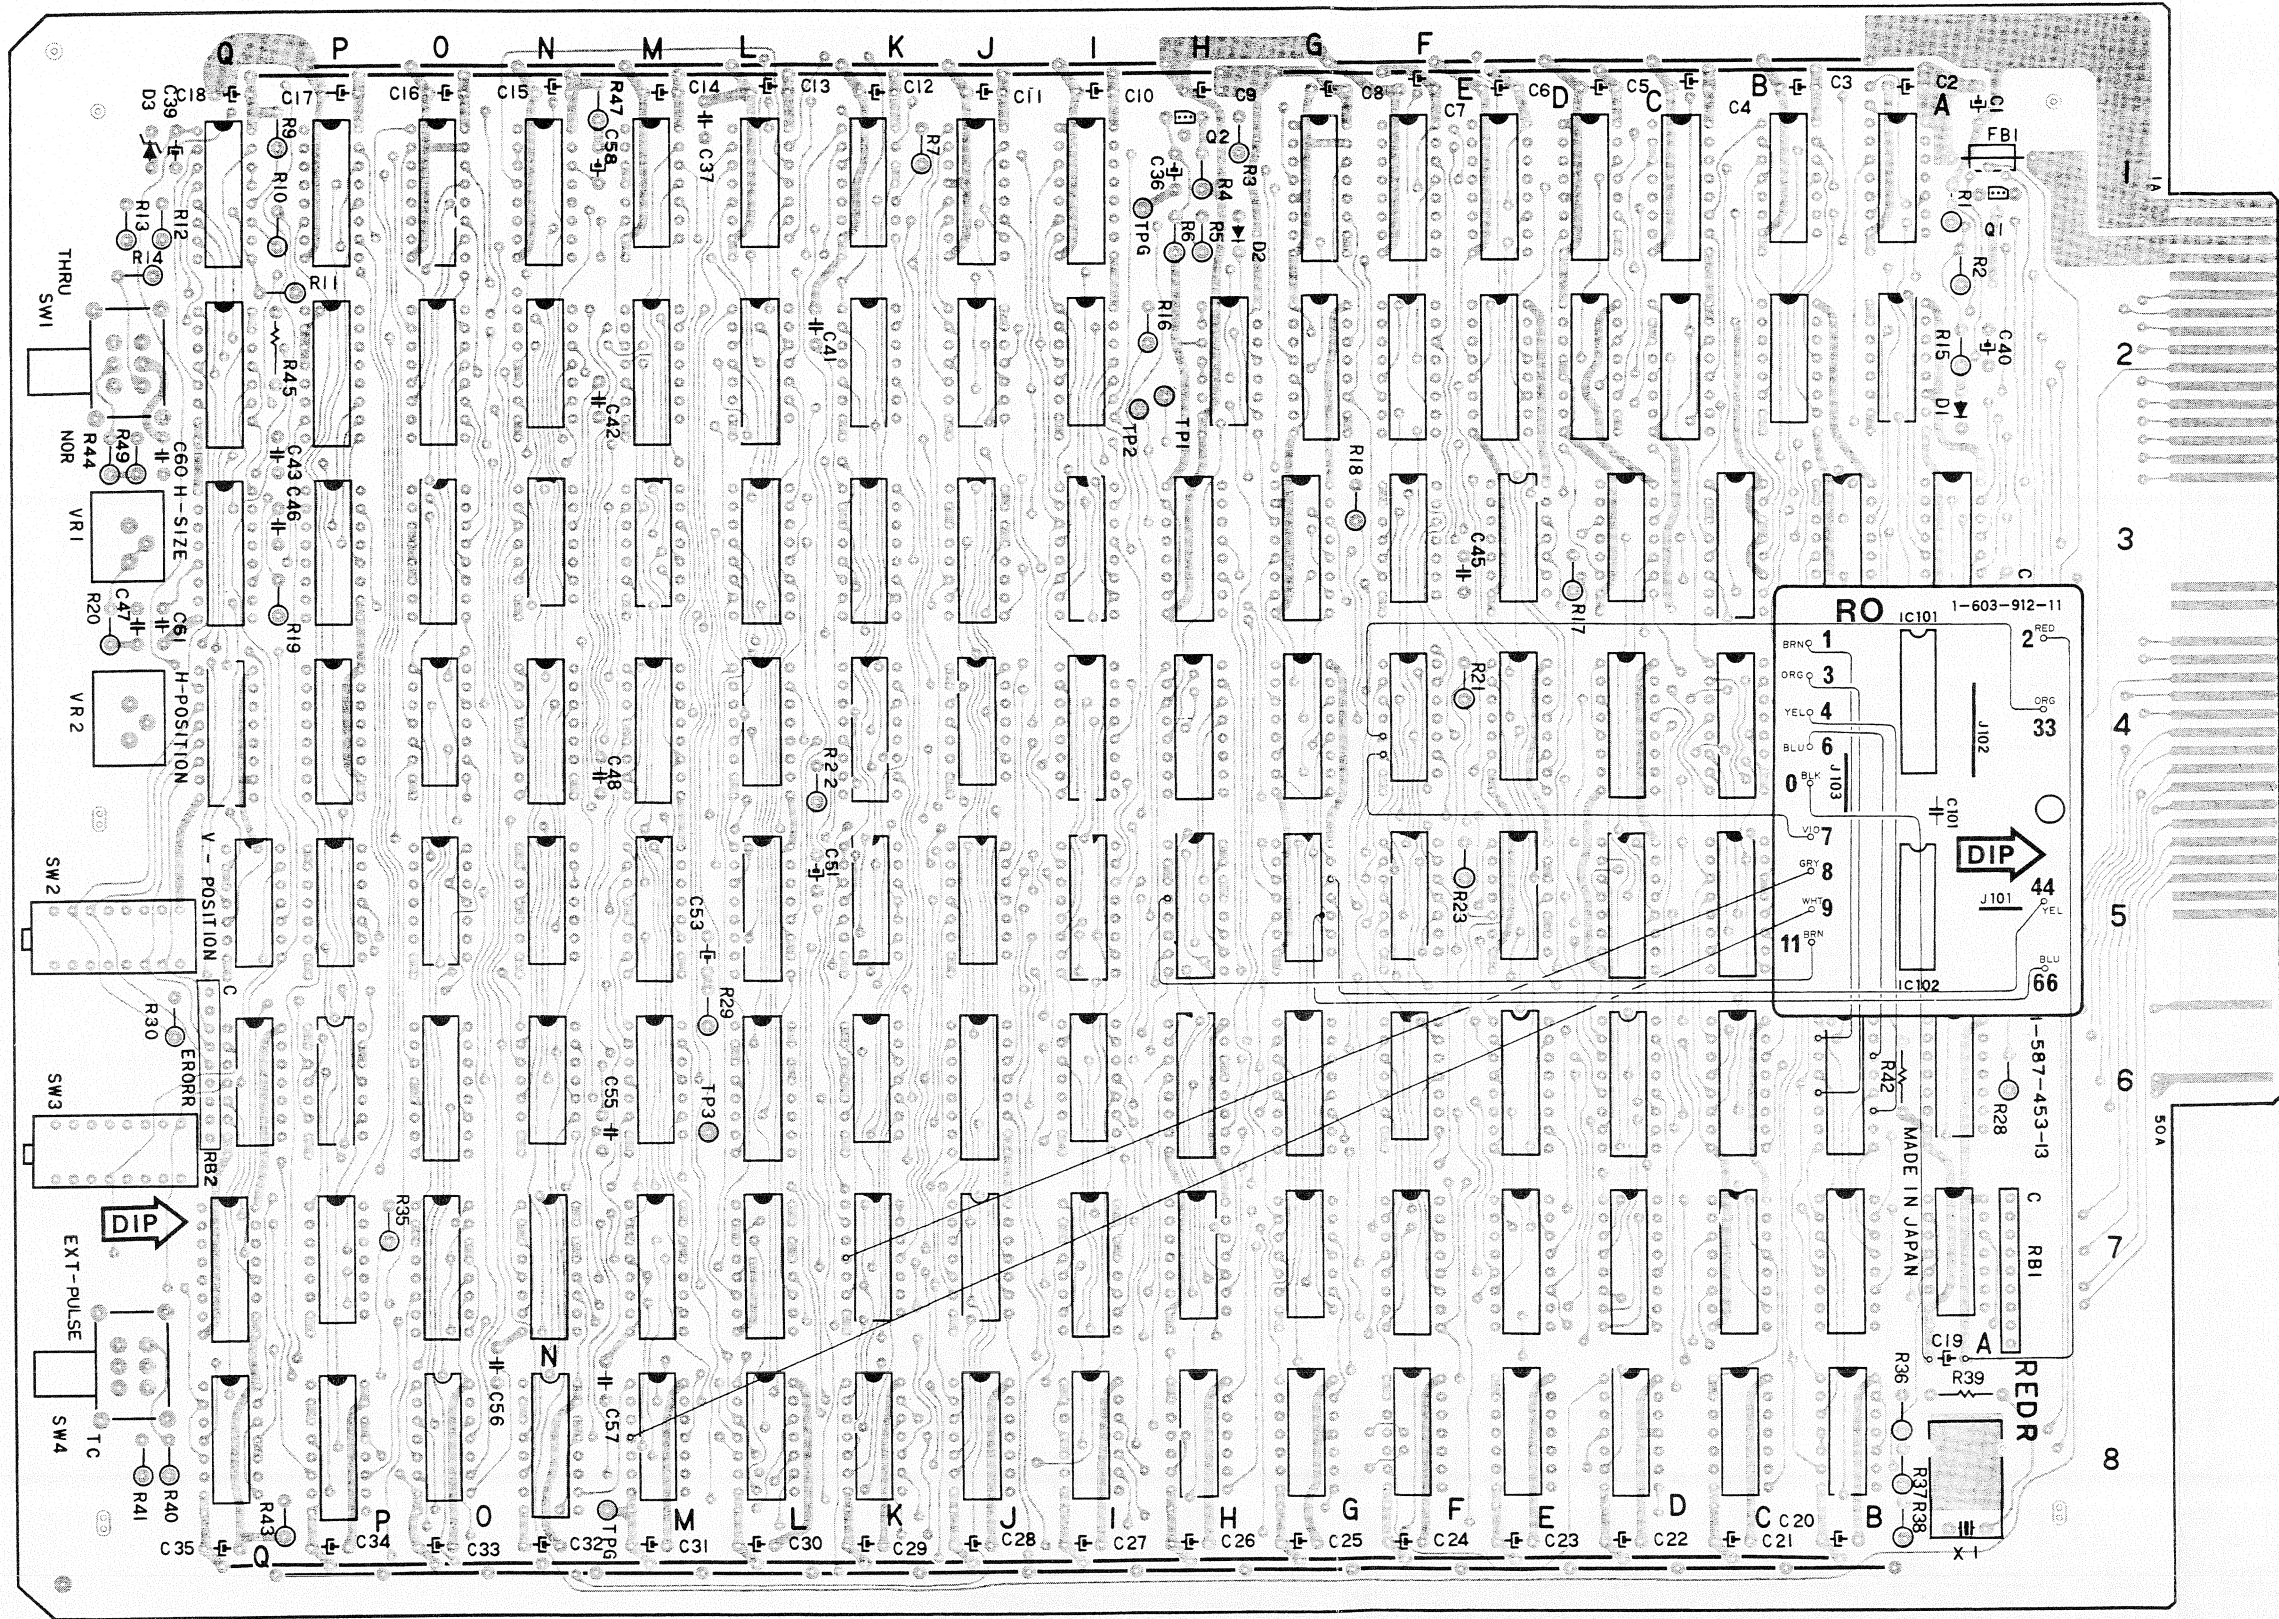 Q P O N M L K J I H G F
E D C B A
D3 C39 C18 C17 C16 C15 R47 C14 C13 C12 C11 C10 C9 C8 C7 C6 C5 C4 C3 C2 C1
R9 C58 C37 R7 Q2 R3 FB1
1
1A
R10 C36 R4 R1 Q1
R13 R12 R14 TPG R6 R5 D2 R2
THRU
SW1
R11 R16 R15 C40
2
R45 C41 C42 D1
TP2 TP1
NOR
R44 R49 C60 C43 C46 R18
H-SIZE
VR1
3
C45 C
R20 C47 C61 R19 R17
RO
1-603-912-11
IC101
BRN 1
2 RED
ORG 3
YEL 4
BLU 6
0 BLK
VIO 7
GRY 8
WHT 9
11 BRN
ORG
33
J102
J103
C101
DIP
44
YEL
J101
BLU
66
IC102
VR2
H-POSITION
R21
4
C48 R22
V-POSITION
SW2
C51 C53 R23
5
C
R30 R29
1-587-453-13
ERORR
SW3
C55 TP3 R42 R28
6
50A
RB2
MADE IN JAPAN
DIP
R35
C
RB1
7
EXT-PULSE
N C19 A
R36 R39
REDR
C56 C57
SW4
TC
8
R41 R40 R43 R37 R38
P O M L K J I H G F E D C C20 B
C35 Q C34 C33 C32 TPG C31 C30 C29 C28 C27 C26 C25 C24 C23 C22 C21
X1